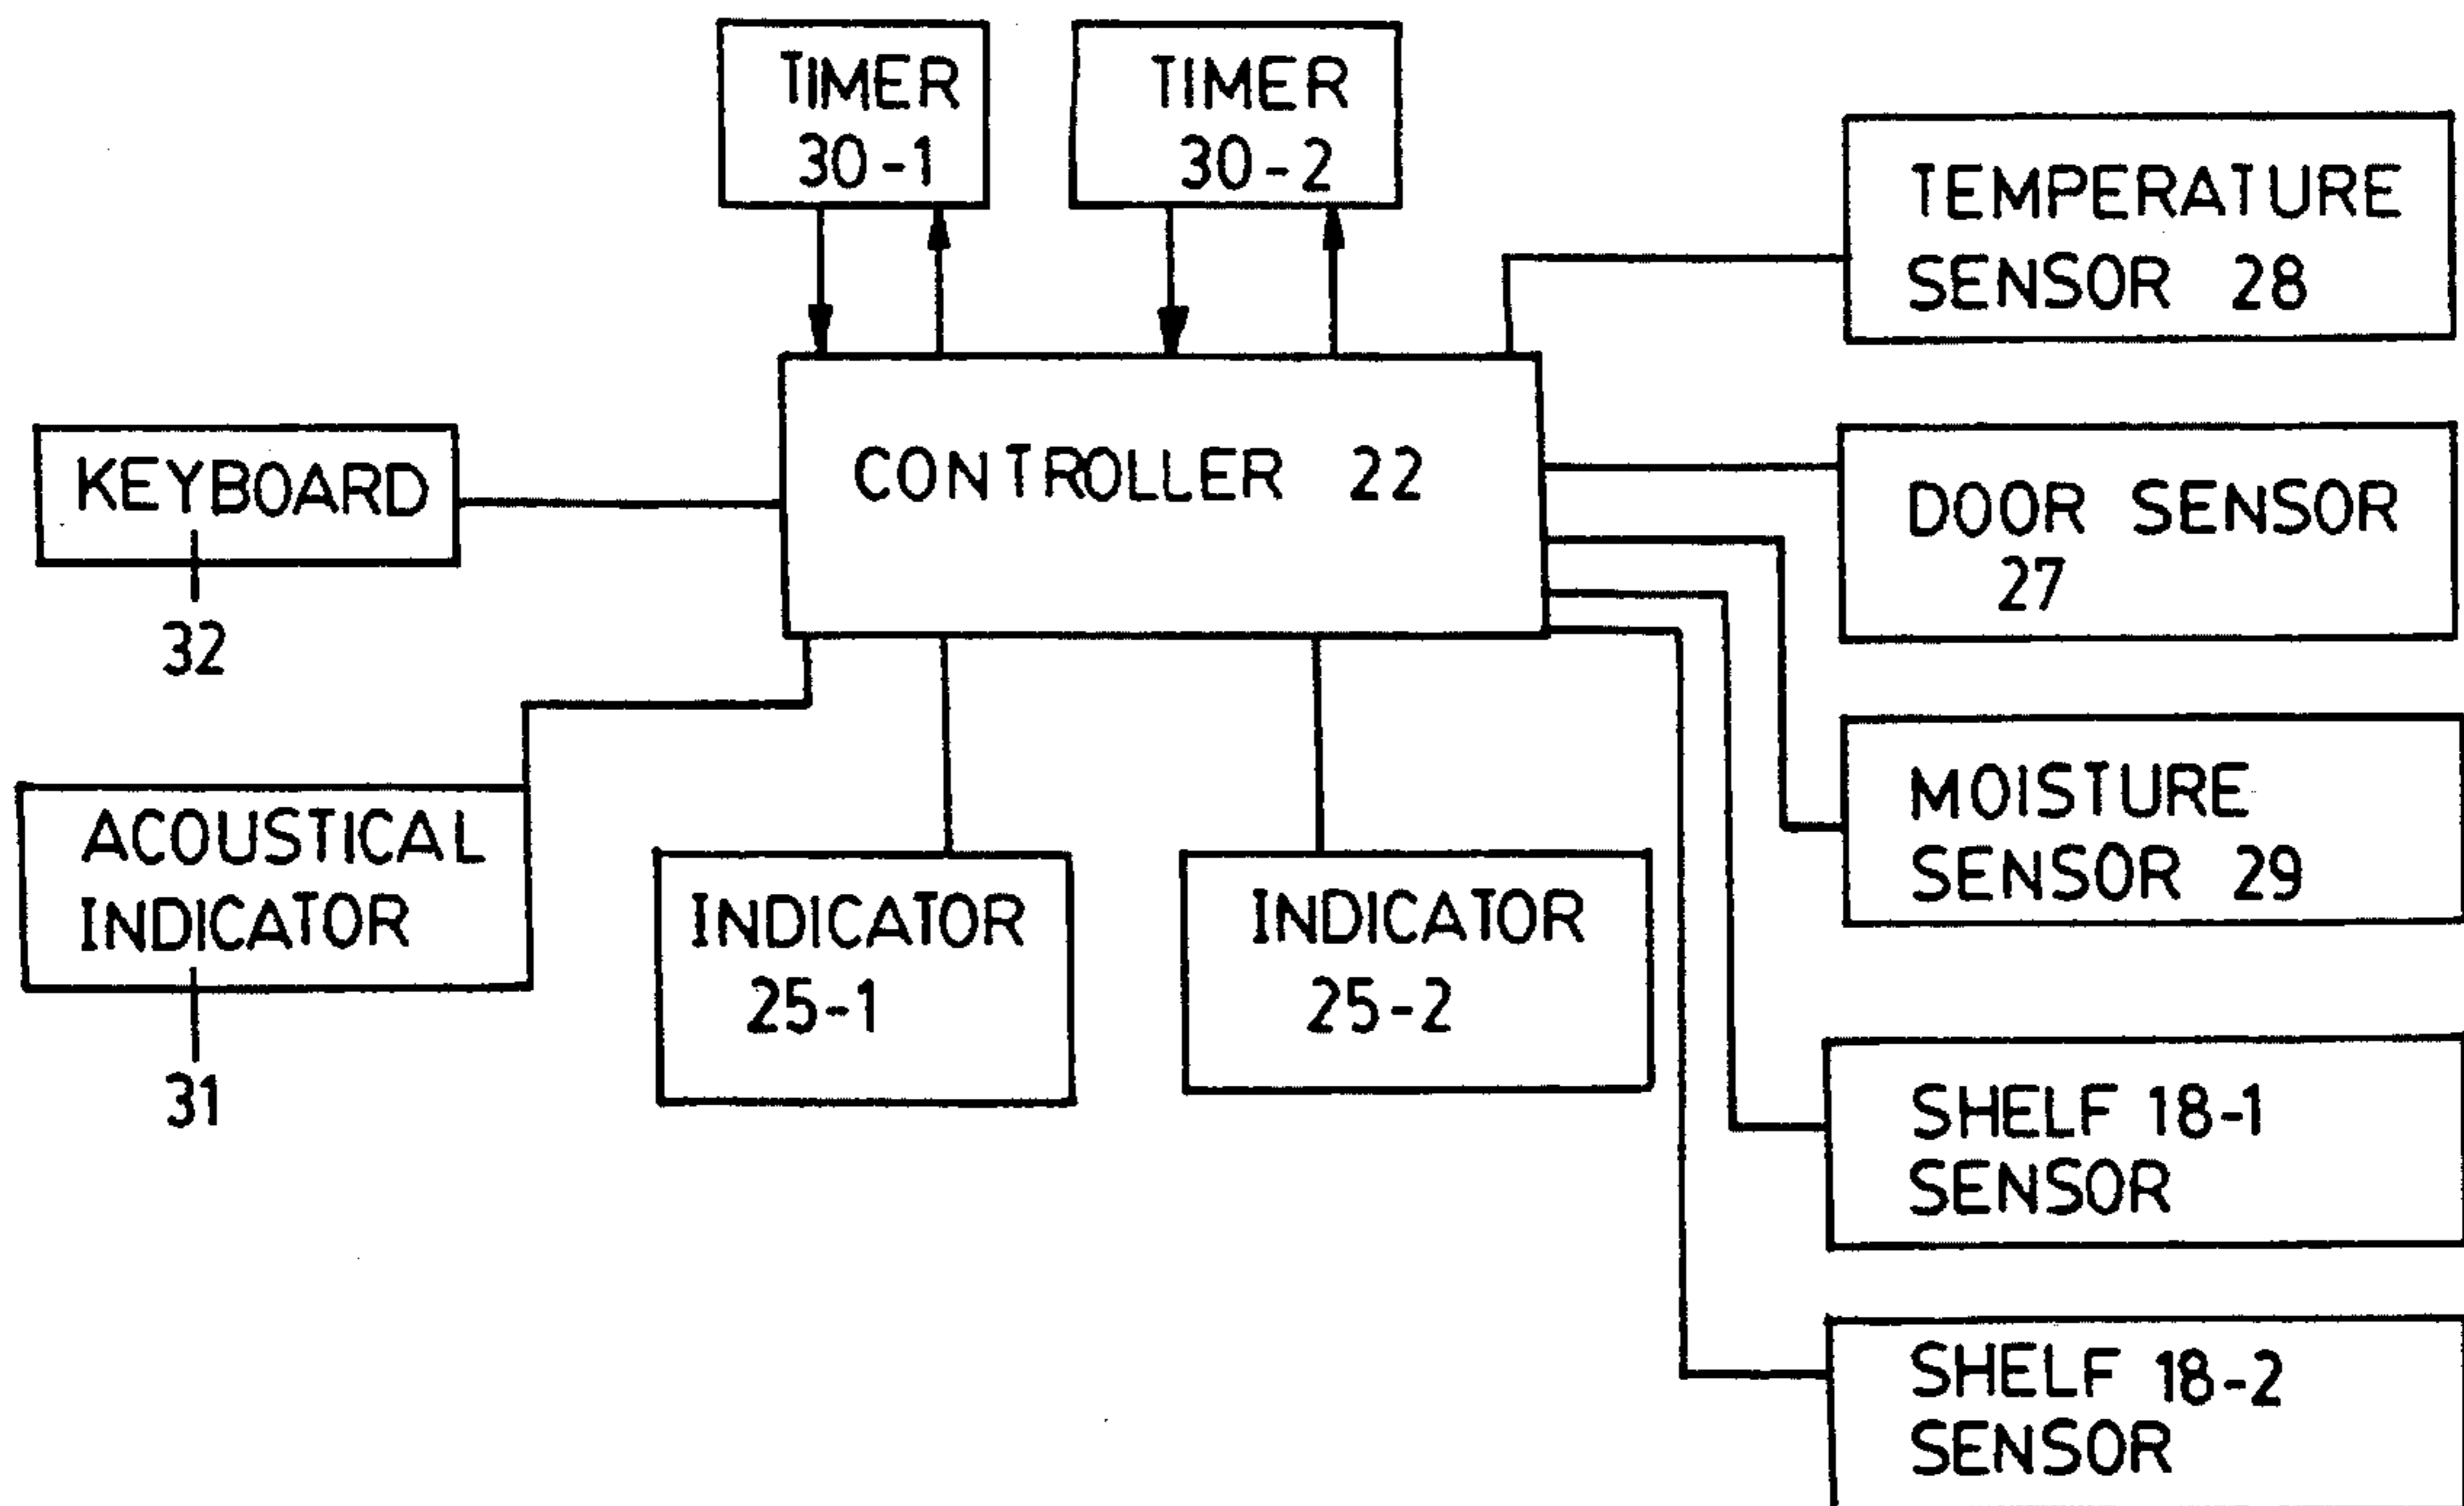 TIMER
30-1
TIMER
30-2
TEMPERATURE
SENSOR 28
KEYBOARD
32
CONTROLLER 22
DOOR SENSOR
27
ACOUSTICAL
INDICATOR
31
INDICATOR
25-1
INDICATOR
25-2
MOISTURE
SENSOR 29
SHELF 18-1
SENSOR
SHELF 18-2
SENSOR